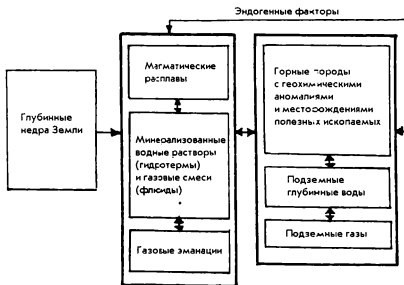 Эндогенные факторы
Глубинные
недра Земли
Магматические
расплавы
Минерализованные
водные растворы
(гидротермы)
и газовые смеси
(флюиды)
Газовые эманации
Горные породы
с геохимическими
аномалиями
и месторождениями
полезных ископаемых
Подземные
глубинные воды
Подземные газы